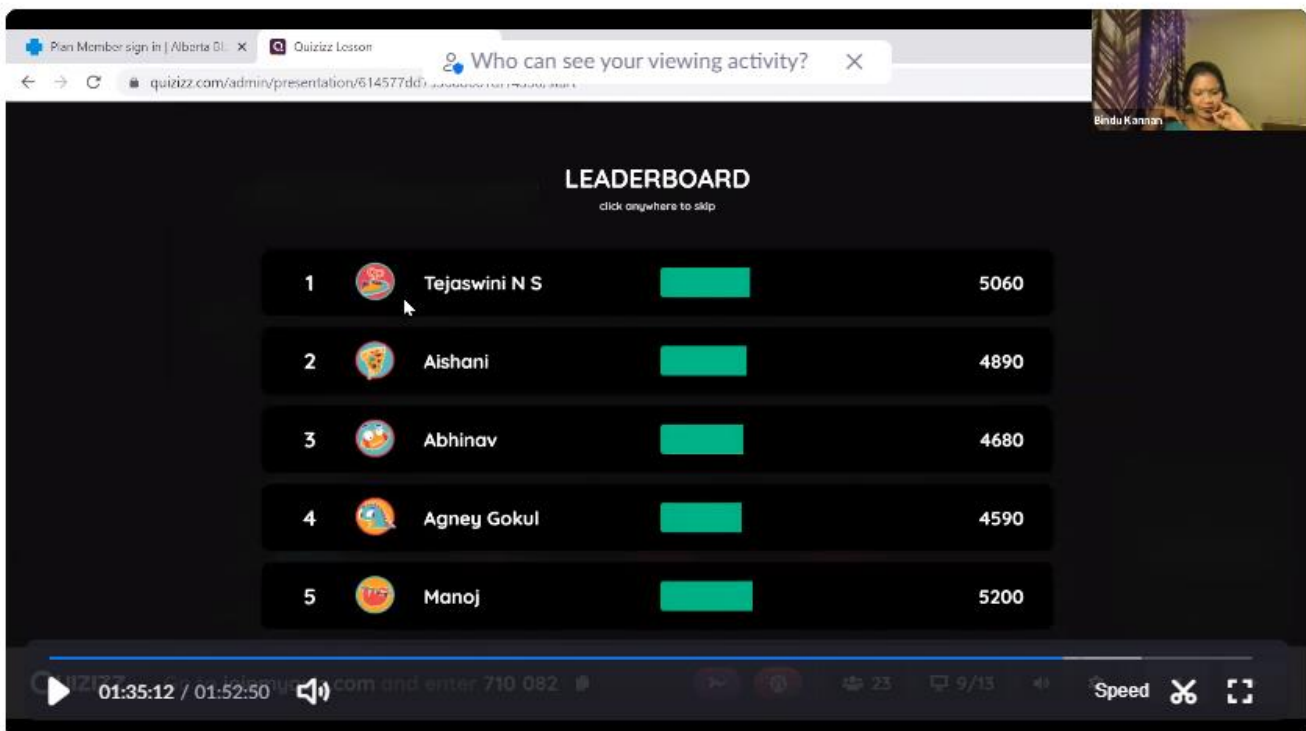 Plan Member sign in | Alberta Bl. Quizizz Lesson
Who can see your viewing activity?
quizizz.com/admin/presentation/614577dd
Bindu Kannan
LEADERBOARD
click anywhere to skip
1 Tejaswini N S 5060
2 Aishani 4890
3 Abhinav 4680
4 Agney Gokul 4590
5 Manoj 5200
QUIZIZZ .com and enter 710 082 23 9/13
01:35:12 / 01:52:50 Speed